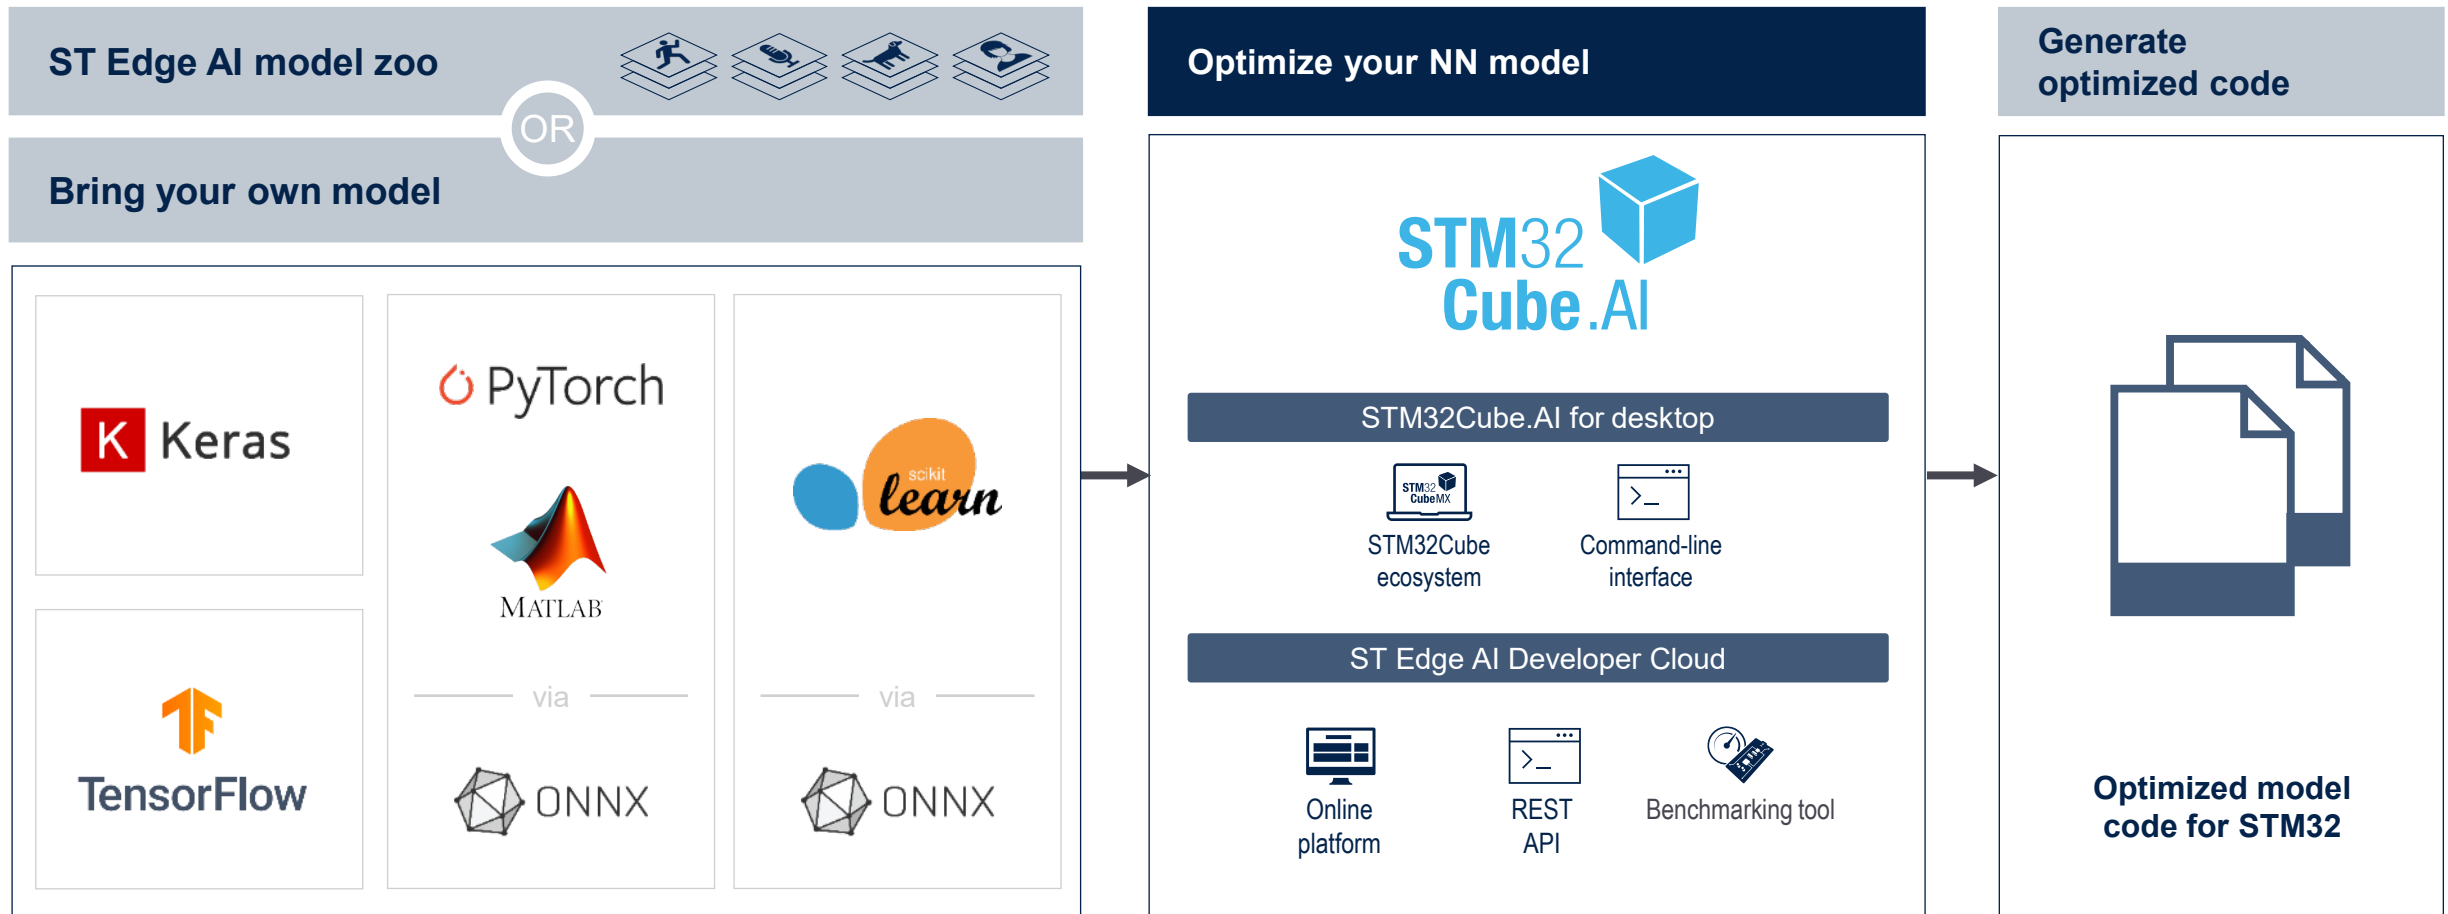 ST Edge AI model zoo
OR
Bring your own model
K Keras
PyTorch
MATLAB
via
ONNX
scikit
learn
via
ONNX
TensorFlow
Optimize your NN model
STM32
Cube.AI
STM32Cube.AI for desktop
STM32
CubeMX
STM32Cube
ecosystem
>_
Command-line
interface
ST Edge AI Developer Cloud
Online
platform
>_
REST
API
Benchmarking tool
Generate
optimized code
Optimized model
code for STM32